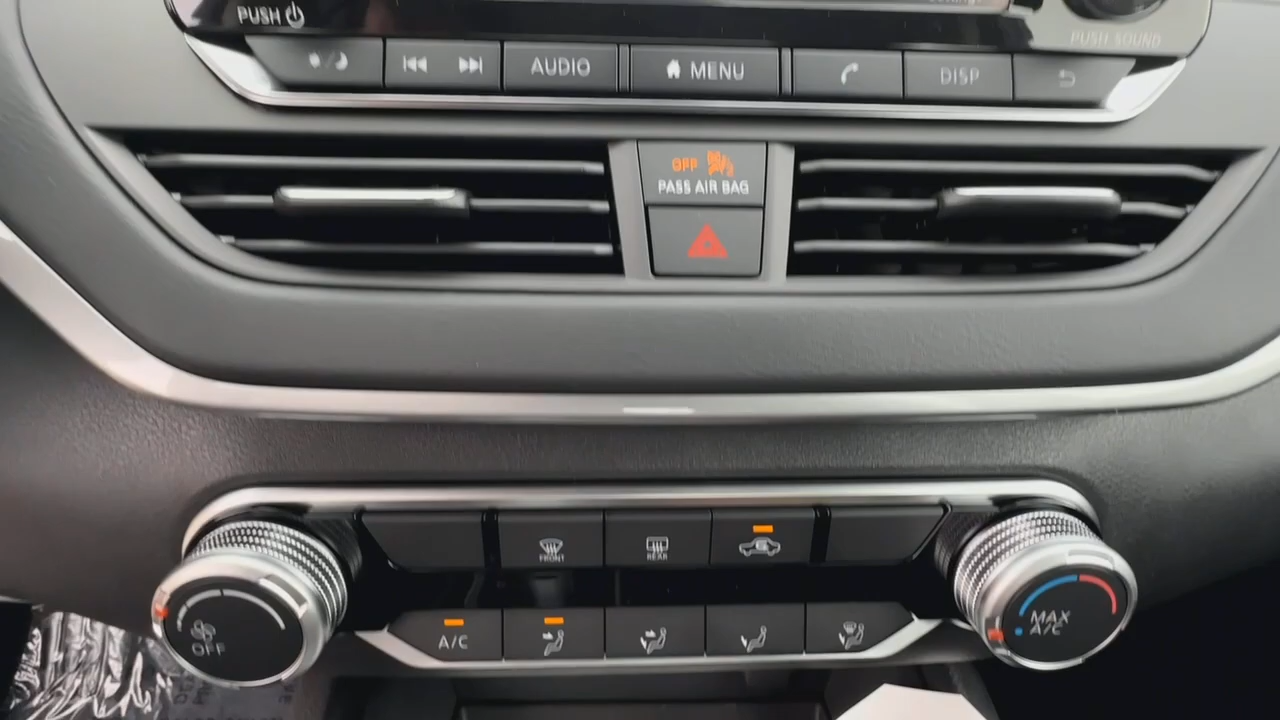 PUSH
PUSH SOUND
AUDIO
MENU
DISP
OFF
PASS AIR BAG
FRONT
REAR
A/C
OFF
MAX
A/C